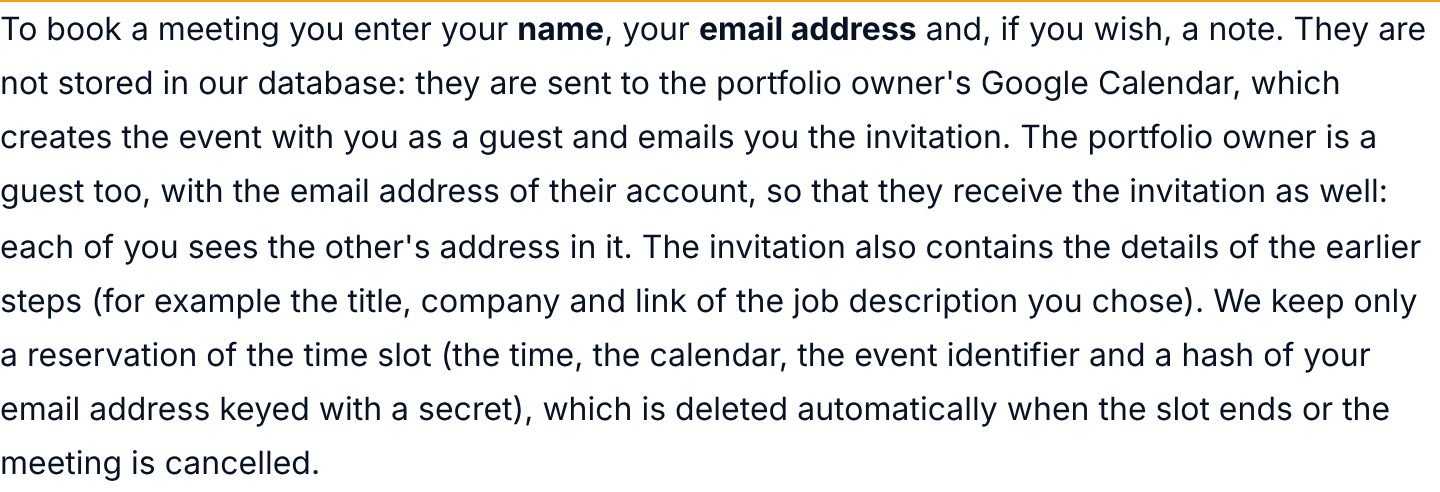 To book a meeting you enter your name, your email address and, if you wish, a note. They are
not stored in our database: they are sent to the portfolio owner's Google Calendar, which
creates the event with you as a guest and emails you the invitation. The portfolio owner is a
guest too, with the email address of their account, so that they receive the invitation as well:
each of you sees the other's address in it. The invitation also contains the details of the earlier
steps (for example the title, company and link of the job description you chose). We keep only
a reservation of the time slot (the time, the calendar, the event identifier and a hash of your
email address keyed with a secret), which is deleted automatically when the slot ends or the
meeting is cancelled.